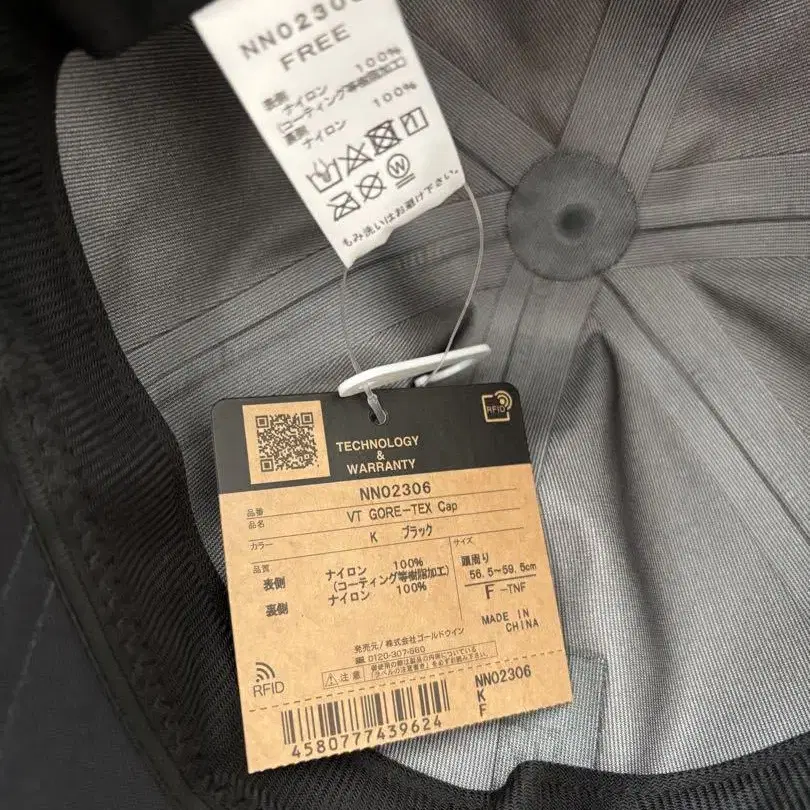 NN02306
FREE
表側 ナイロン 100%
(コーティング等樹脂加工)
裏側 ナイロン 100%
W
もみ洗いはお避け下さい。
RFID
TECHNOLOGY
&
WARRANTY
品番 NN02306
品名 VT GORE-TEX Cap
カラー K ブラック
品質 サイズ
表側 ナイロン 100%
(コーティング等樹脂加工)
裏側 ナイロン 100%
頭周り
56.5~59.5cm
F -TNF
MADE IN
CHINA
発売元/株式会社ゴールドウイン
0120-307-560
注意
RFID
NN02306
K
F
4580777439624